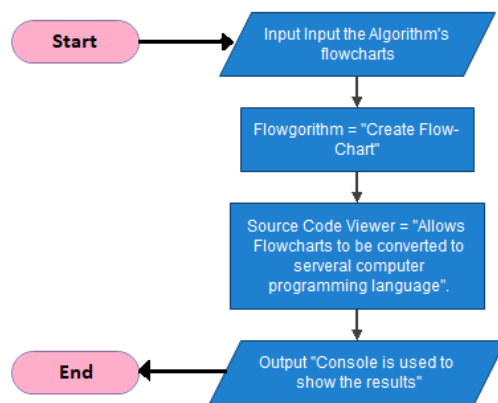 Start
Input Input the Algorithm's
flowcharts
Flowgorithm = "Create Flow-
Chart"
Source Code Viewer = "Allows
Flowcharts to be converted to
serveral computer
programming language".
Output "Console is used to
show the results"
End